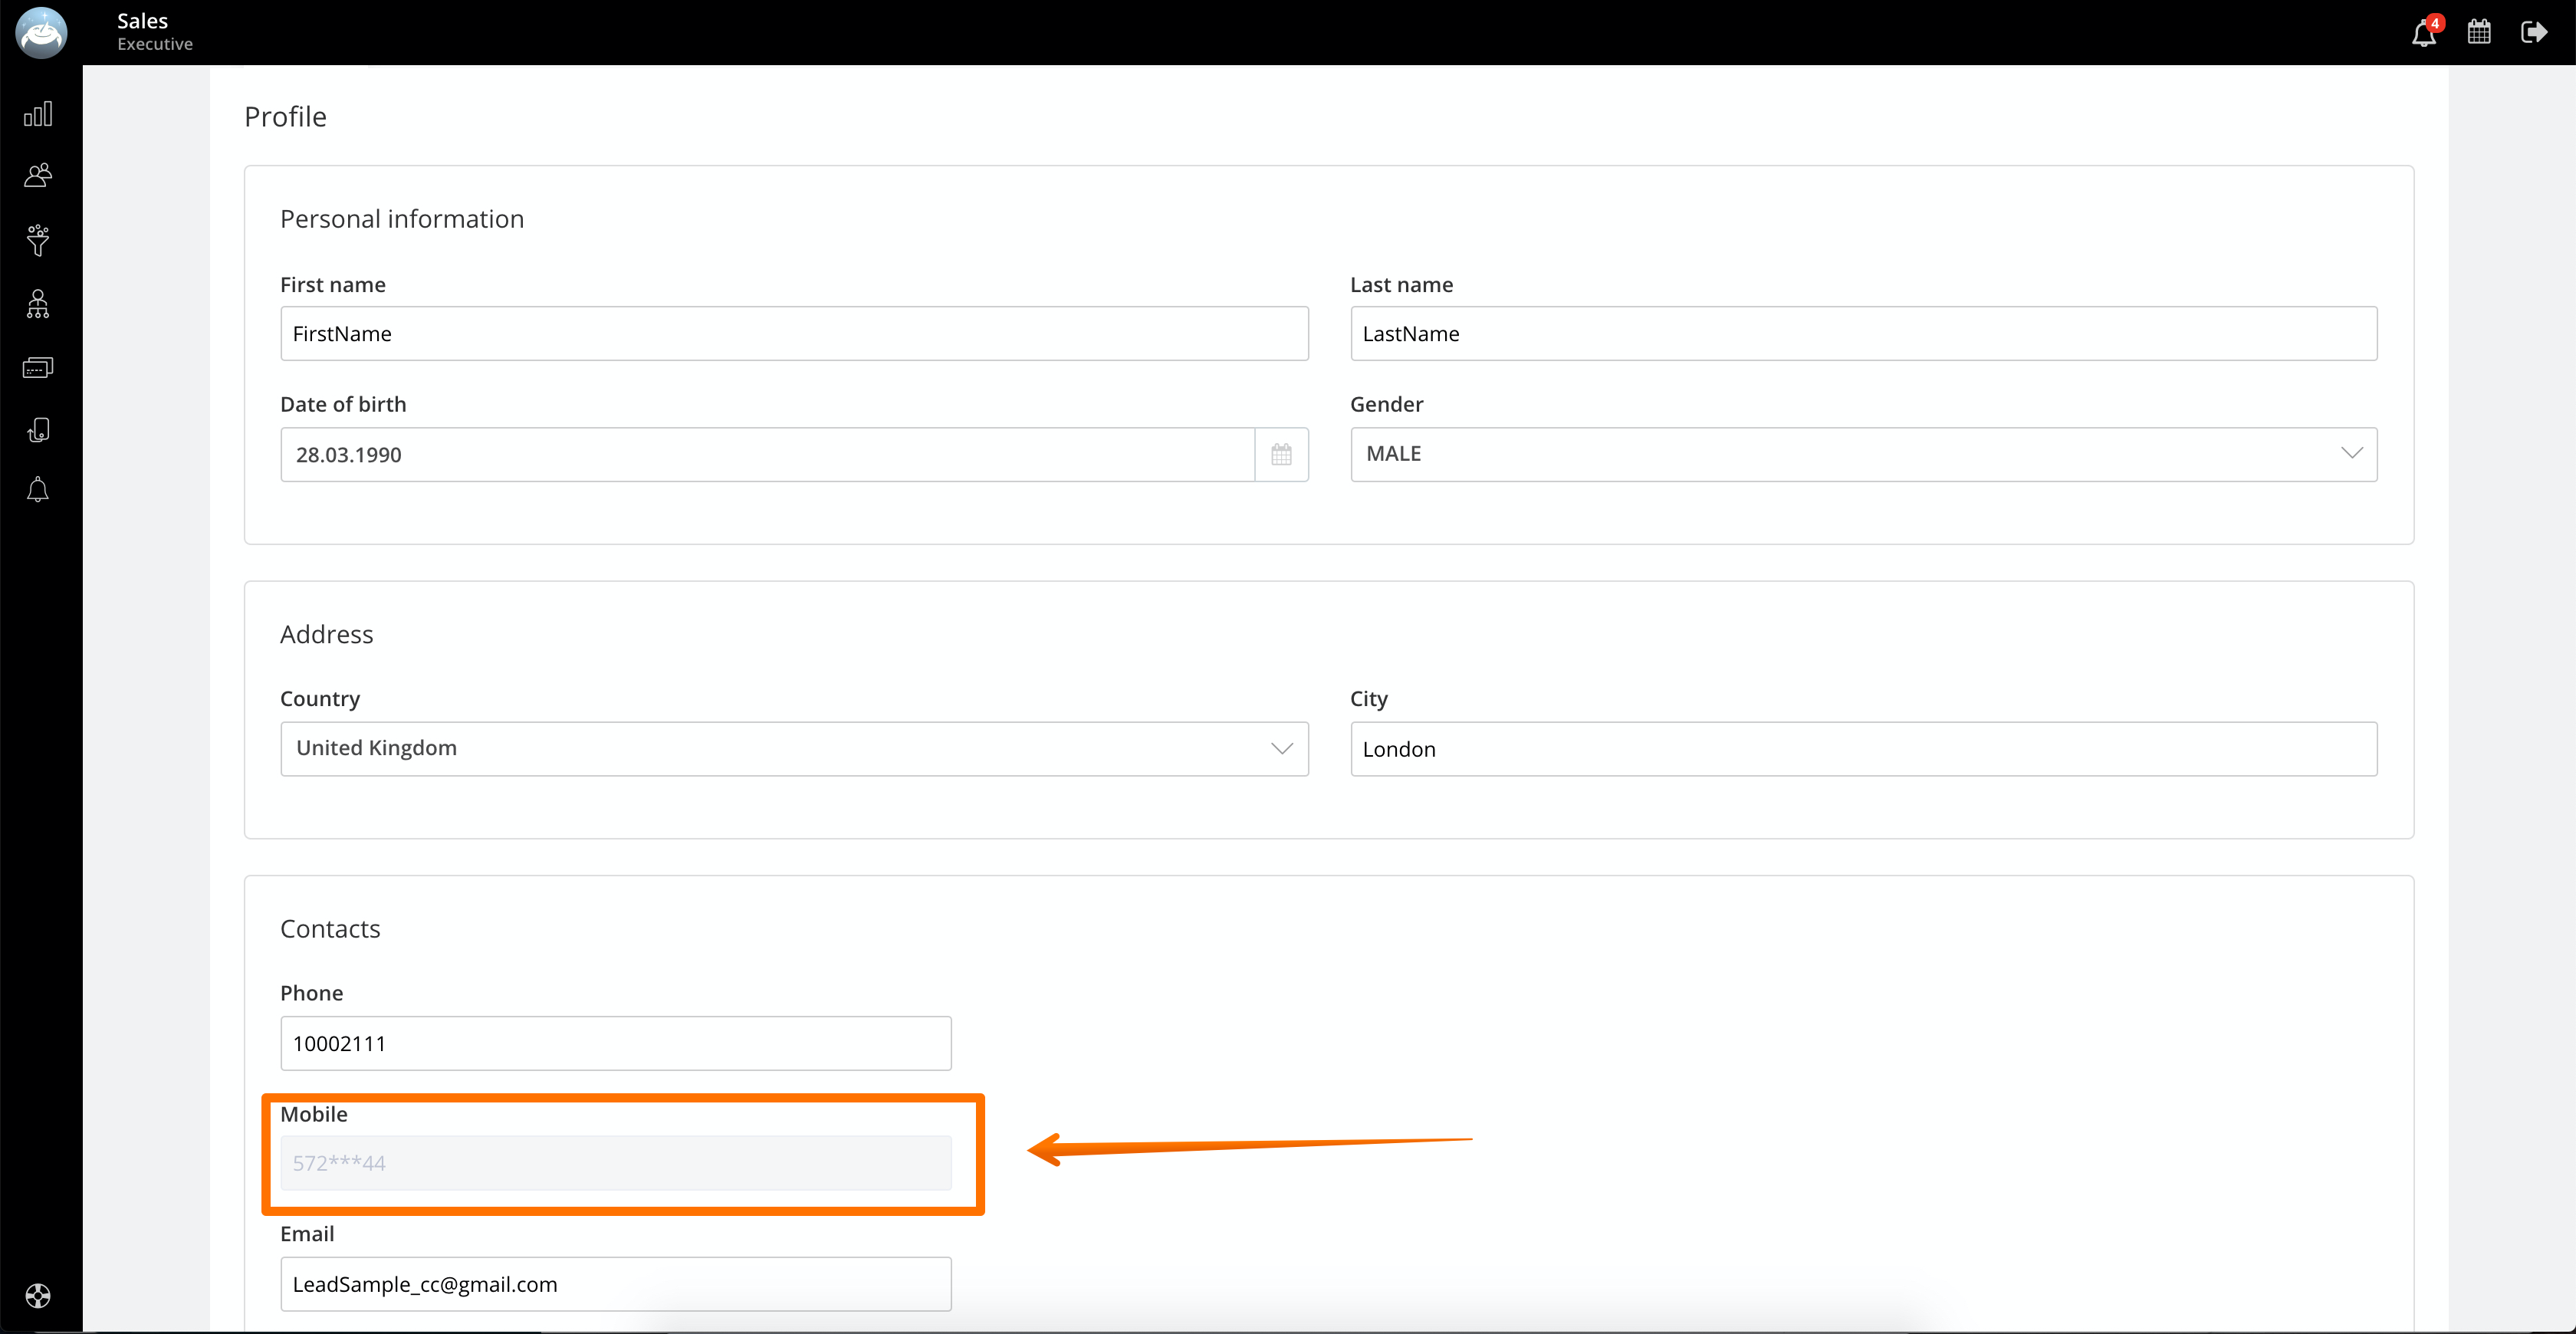 Sales
Executive
4
Profile
Personal information
First name
Last name
FirstName
LastName
Date of birth
Gender
28.03.1990
MALE
Address
Country
City
United Kingdom
London
Contacts
Phone
10002111
Mobile
572***44
Email
LeadSample_cc@gmail.com